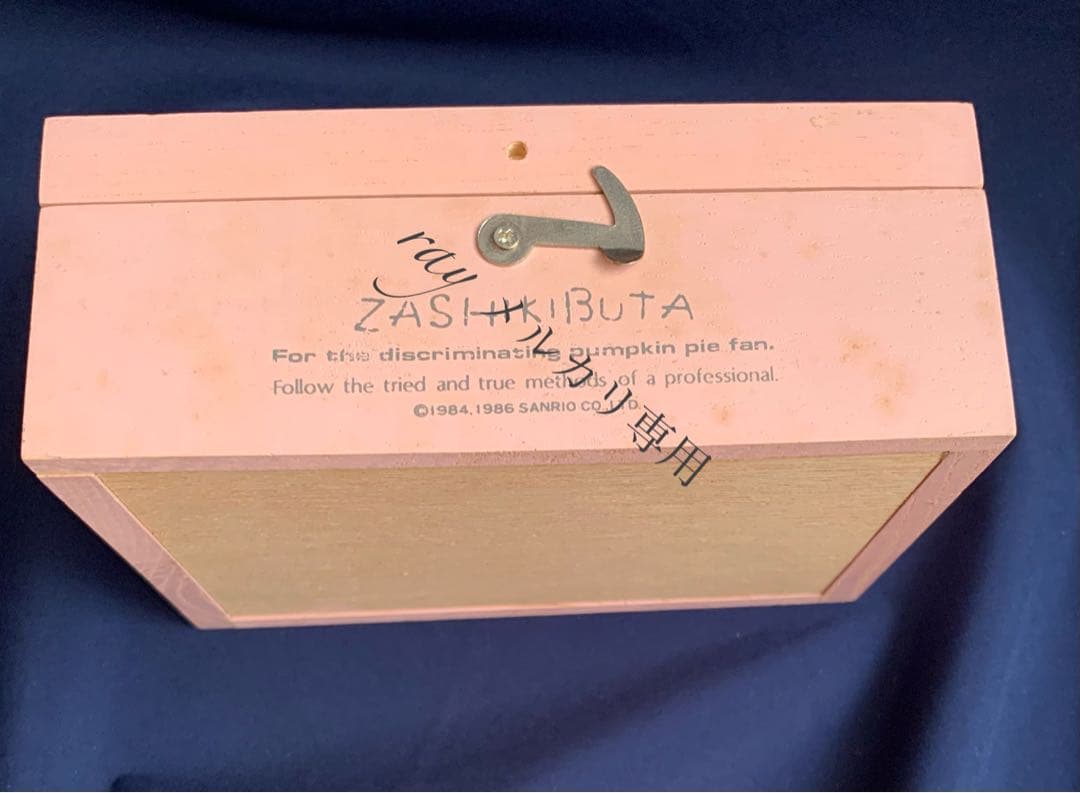 ZASHIKIBUTA
For the discriminating pumpkin pie fan.
Follow the tried and true methods of a professional.
©1984,1986 SANRIO CO.,LTD.
ray メルカリ専用